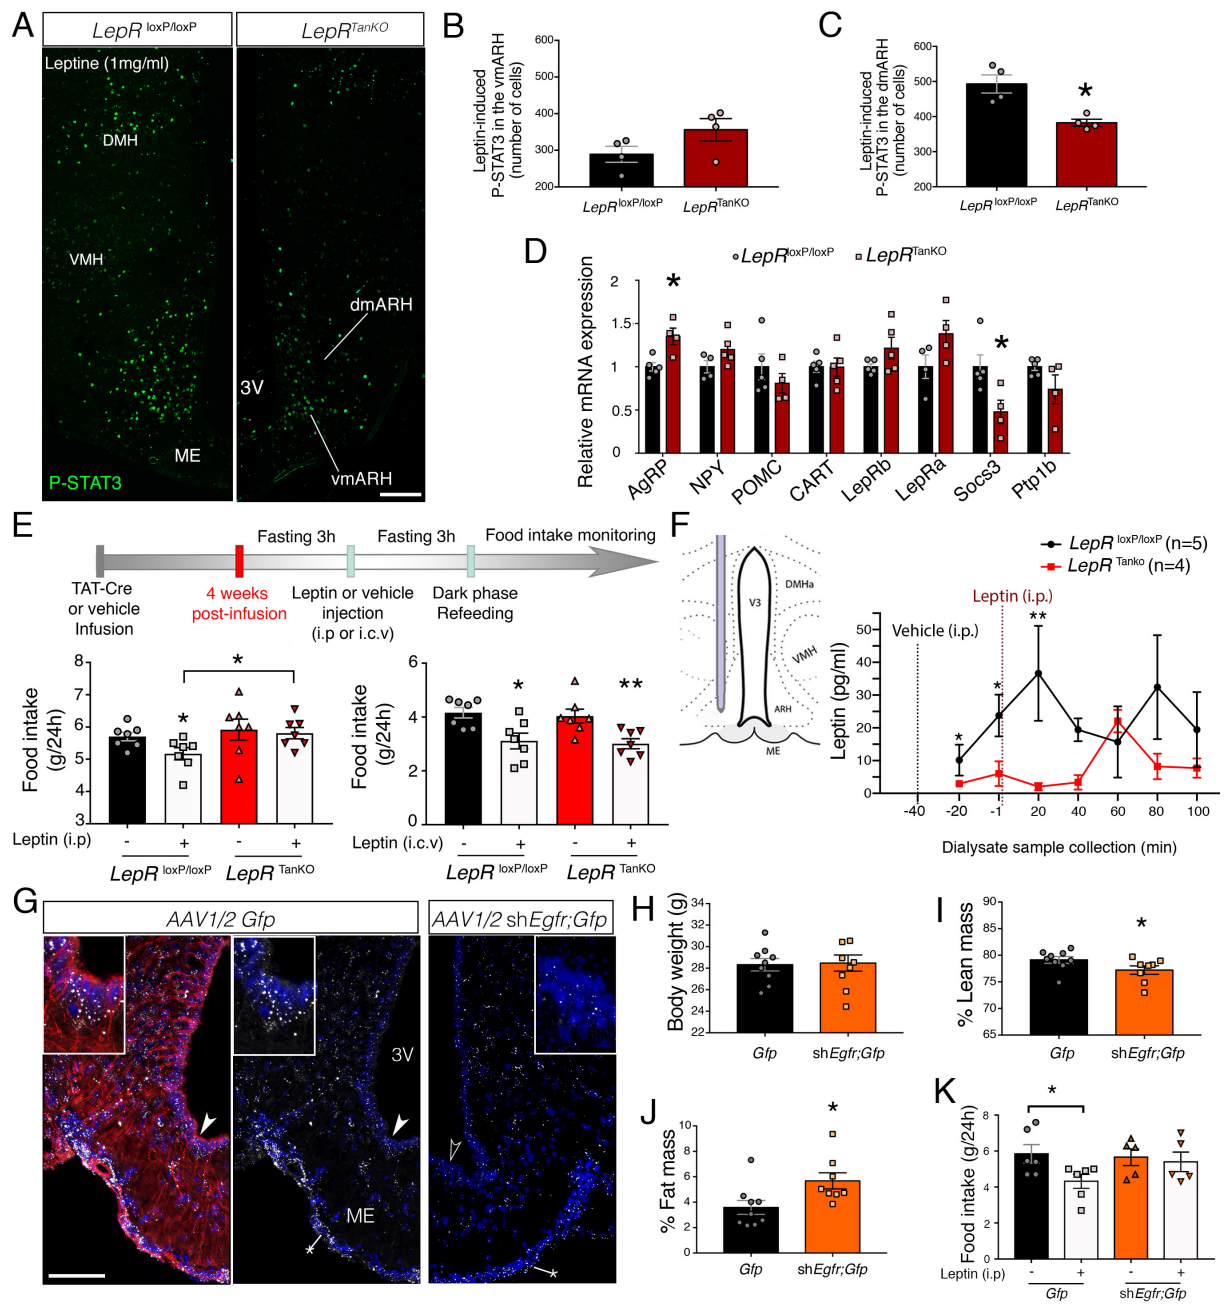 A
LepR loxP/loxP
LepR TanKO
Leptine (1mg/ml)
DMH
VMH
dmARH
3V
ME
vmARH
P-STAT3
B
Leptin-induced
P-STAT3 in the vmARH
(number of cells)
600
500
400
300
200
LepR loxP/loxP
LepR TanKO
C
Leptin-induced
P-STAT3 in the dmARH
(number of cells)
600
500
400
300
200
*
LepR loxP/loxP
LepR TanKO
D
LepR loxP/loxP
LepR TanKO
Relative mRNA expression
2
1.5
1
0.5
0
*
*
AgRP
NPY
POMC
CART
LepRb
LepRa
Socs3
Ptp1b
E
Fasting 3h
Fasting 3h
Food intake monitoring
TAT-Cre
or vehicle
Infusion
4 weeks
post-infusion
Leptin or vehicle
injection
(i.p or i.c.v)
Dark phase
Refeeding
Food intake
(g/24h)
8
7
6
5
4
3
*
*
Leptin (i.p)
- + - +
LepR loxP/loxP
LepR TanKO
Food intake
(g/24h)
6
4
2
0
*
**
Leptin (i.c.v)
- + - +
LepR loxP/loxP
LepR TanKO
F
DMHa
V3
VMH
ARH
ME
LepR loxP/loxP (n=5)
LepR Tanko (n=4)
Leptin (i.p.)
Vehicle (i.p.)
Leptin (pg/ml)
50
40
30
20
10
0
*
*
**
-40 -20 -1 20 40 60 80 100
Dialysate sample collection (min)
G
AAV1/2 Gfp
AAV1/2 shEgfr;Gfp
3V
ME
*
*
H
Body weight (g)
34
32
30
28
26
24
22
Gfp
shEgfr;Gfp
I
% Lean mass
90
85
80
75
70
65
*
Gfp
shEgfr;Gfp
J
% Fat mass
10
8
6
4
2
0
*
Gfp
shEgfr;Gfp
K
Food intake (g/24h)
8
6
4
2
0
*
Leptin (i.p)
- + - +
Gfp
shEgfr;Gfp